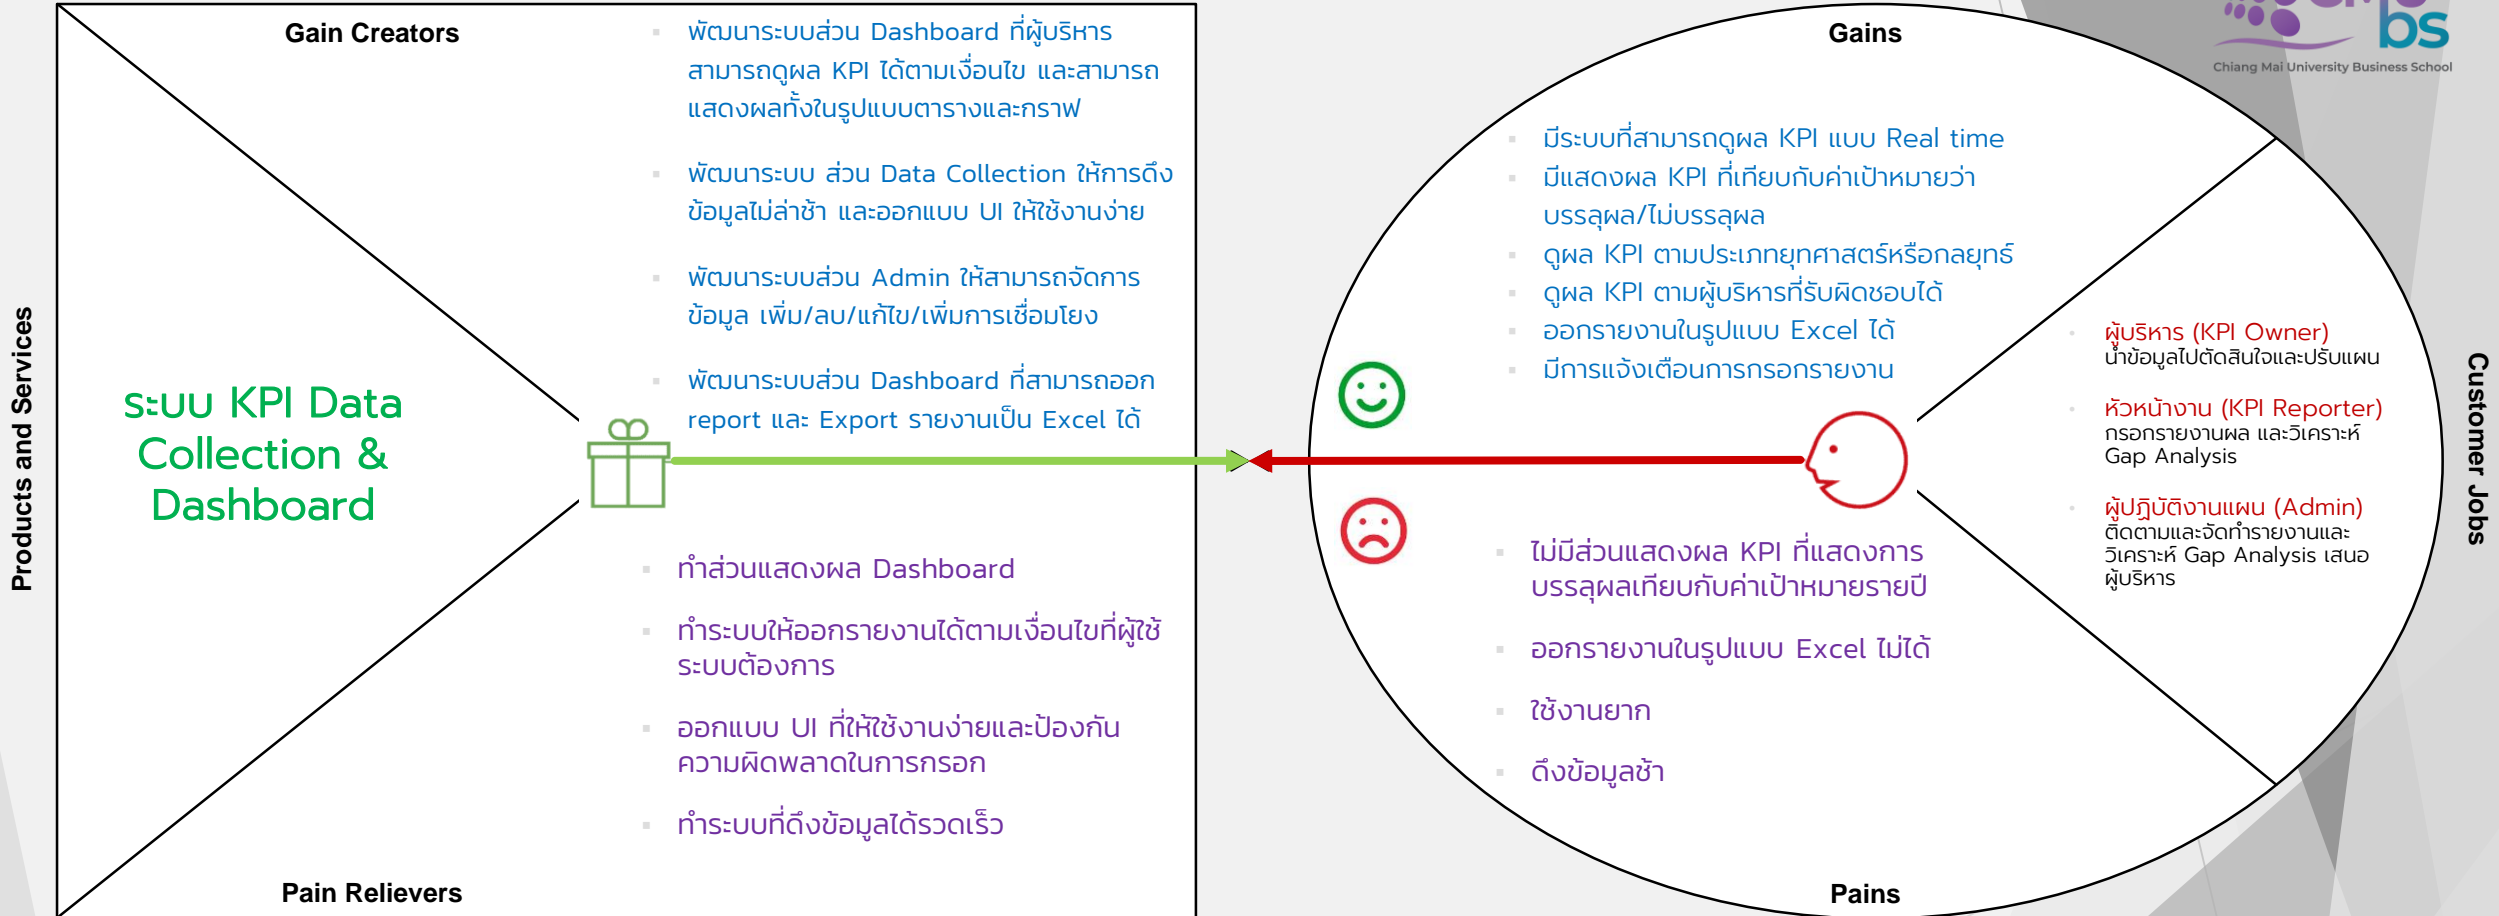 Products and Services
Gain Creators
พัฒนาระบบส่วน Dashboard ที่ผู้บริหาร
สามารถดูผล KPI ได้ตามเงื่อนไข และสามารถ
แสดงผลทั้งในรูปแบบตารางและกราฟ
พัฒนาระบบ ส่วน Data Collection ให้การดึง
ข้อมูลไม่ล่าช้า และออกแบบ UI ให้ใช้งานง่าย
พัฒนาระบบส่วน Admin ให้สามารถจัดการ
ข้อมูล เพิ่ม/ลบ/แก้ไข/เพิ่มการเชื่อมโยง
พัฒนาระบบส่วน Dashboard ที่สามารถออก
report และ Export รายงานเป็น Excel ได้
ระบบ KPI Data
Collection &
Dashboard
ทำส่วนแสดงผล Dashboard
ทำระบบให้ออกรายงานได้ตามเงื่อนไขที่ผู้ใช้
ระบบต้องการ
ออกแบบ UI ที่ให้ใช้งานง่ายและป้องกัน
ความผิดพลาดในการกรอก
ทำระบบที่ดึงข้อมูลได้รวดเร็ว
Pain Relievers
Gains
มีระบบที่สามารถดูผล KPI แบบ Real time
มีแสดงผล KPI ที่เทียบกับค่าเป้าหมายว่า
บรรลุผล/ไม่บรรลุผล
ดูผล KPI ตามประเภทยุทศาสตร์หรือกลยุทธ์
ดูผล KPI ตามผู้บริหารที่รับผิดชอบได้
ออกรายงานในรูปแบบ Excel ได้
มีการแจ้งเตือนการกรอกรายงาน
ไม่มีส่วนแสดงผล KPI ที่แสดงการ
บรรลุผลเทียบกับค่าเป้าหมายรายปี
ออกรายงานในรูปแบบ Excel ไม่ได้
ใช้งานยาก
ดึงข้อมูลช้า
Pains
ผู้บริหาร (KPI Owner)
นำข้อมูลไปตัดสินใจและปรับแผน
หัวหน้างาน (KPI Reporter)
กรอกรายงานผล และวิเคราะห์
Gap Analysis
ผู้ปฏิบัติงานแผน (Admin)
ติดตามและจัดทำรายงานและ
วิเคราะห์ Gap Analysis เสนอ
ผู้บริหาร
Customer Jobs
bs
Chiang Mai University Business School